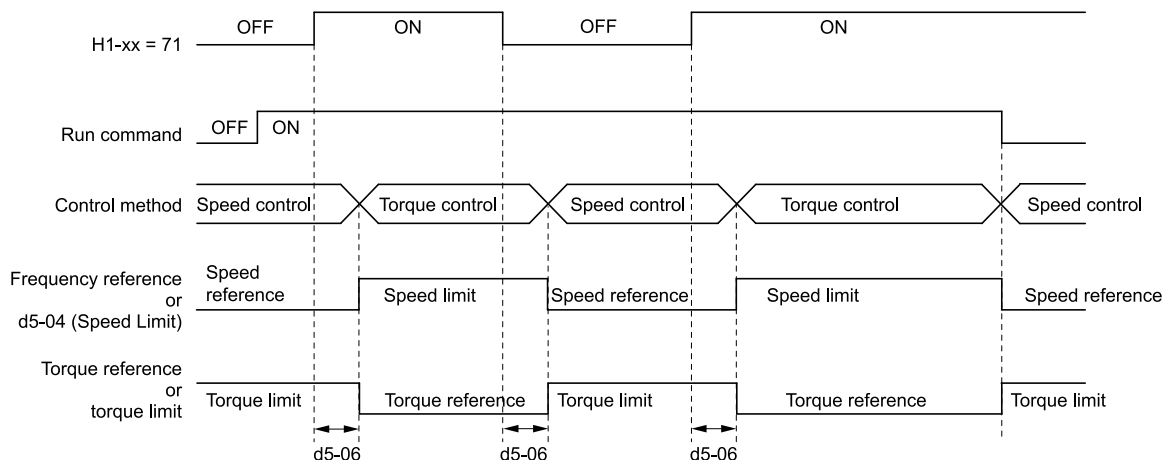 H1-xx = 71
OFF ON OFF ON
Run command
OFF ON
Control method
Speed control Torque control Speed control Torque control Speed control
Frequency reference
or
d5-04 (Speed Limit)
Speed
reference
Speed limit Speed reference Speed limit Speed reference
Torque reference
or
torque limit
Torque limit Torque reference Torque limit Torque reference Torque limit
d5-06 d5-06 d5-06